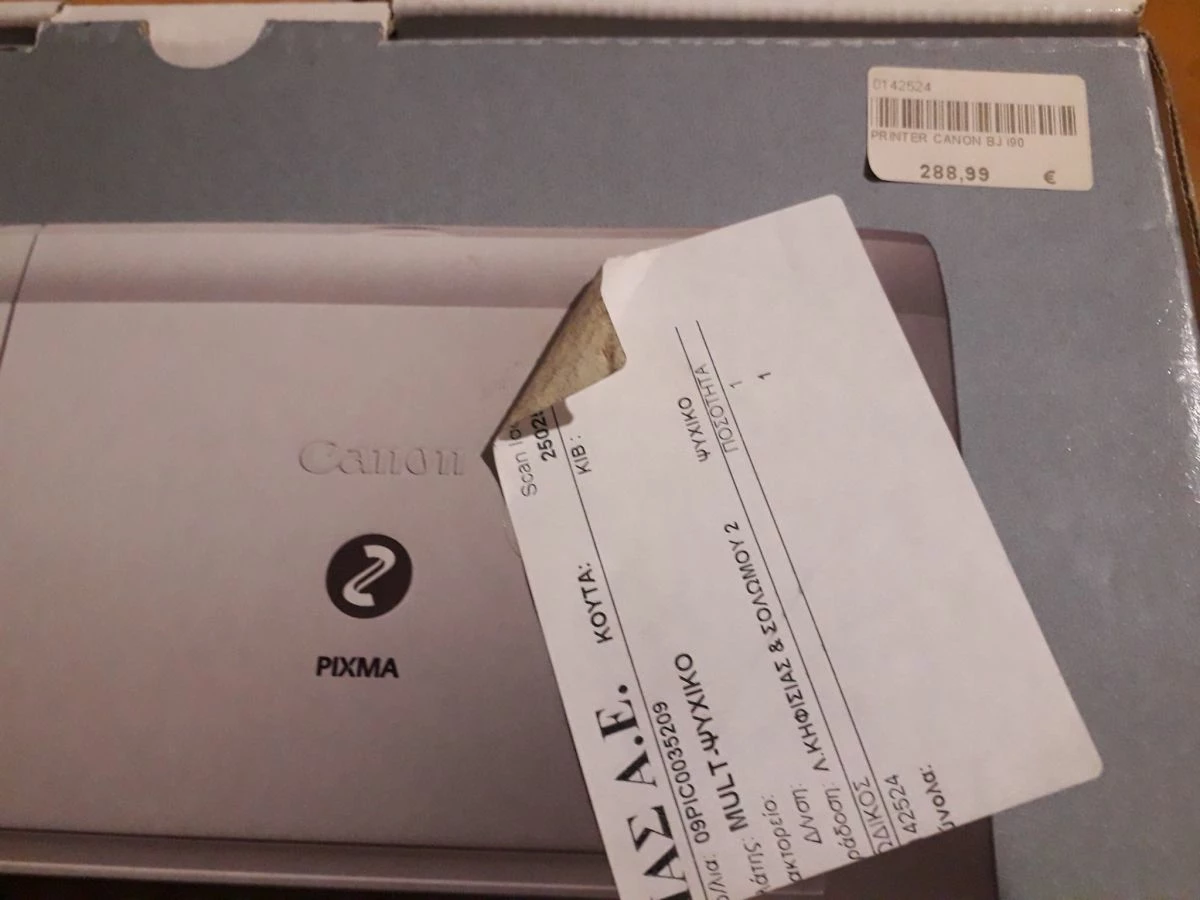 0142524
PRINTER CANON BJ i90
288,99 €
Canon
PIXMA
Scan
ΚΙΒ:
ΑΣ Α.Ε. ΚΟΥΤΑ:
09PIC0035209
MULT-ΨΥΧΙΚΟ
Δ/νση: ΨΥΧΙΚΟ
Λ.ΚΗΦΙΣΙΑΣ & ΣΟΛΩΜΟΥ 2
ΠΟΣΟΤΗΤΑ
42524 1
1